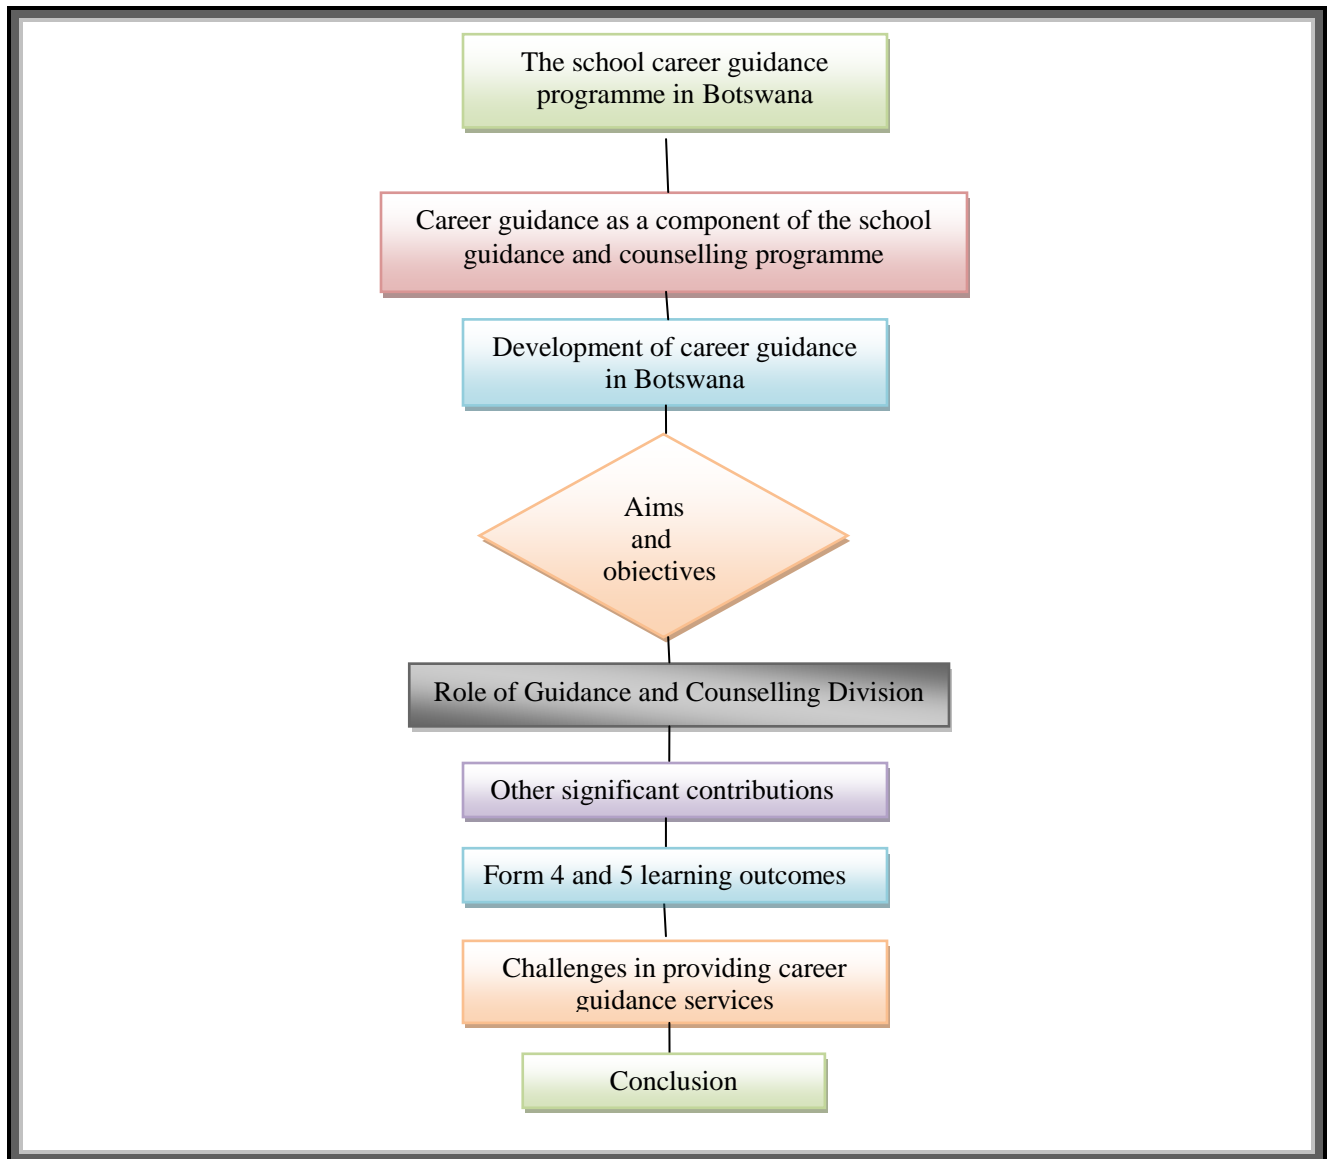 The school career guidance
programme in Botswana
Career guidance as a component of the school
guidance and counselling programme
Development of career guidance
in Botswana
Aims
and
objectives
Role of Guidance and Counselling Division
Other significant contributions
Form 4 and 5 learning outcomes
Challenges in providing career
guidance services
Conclusion